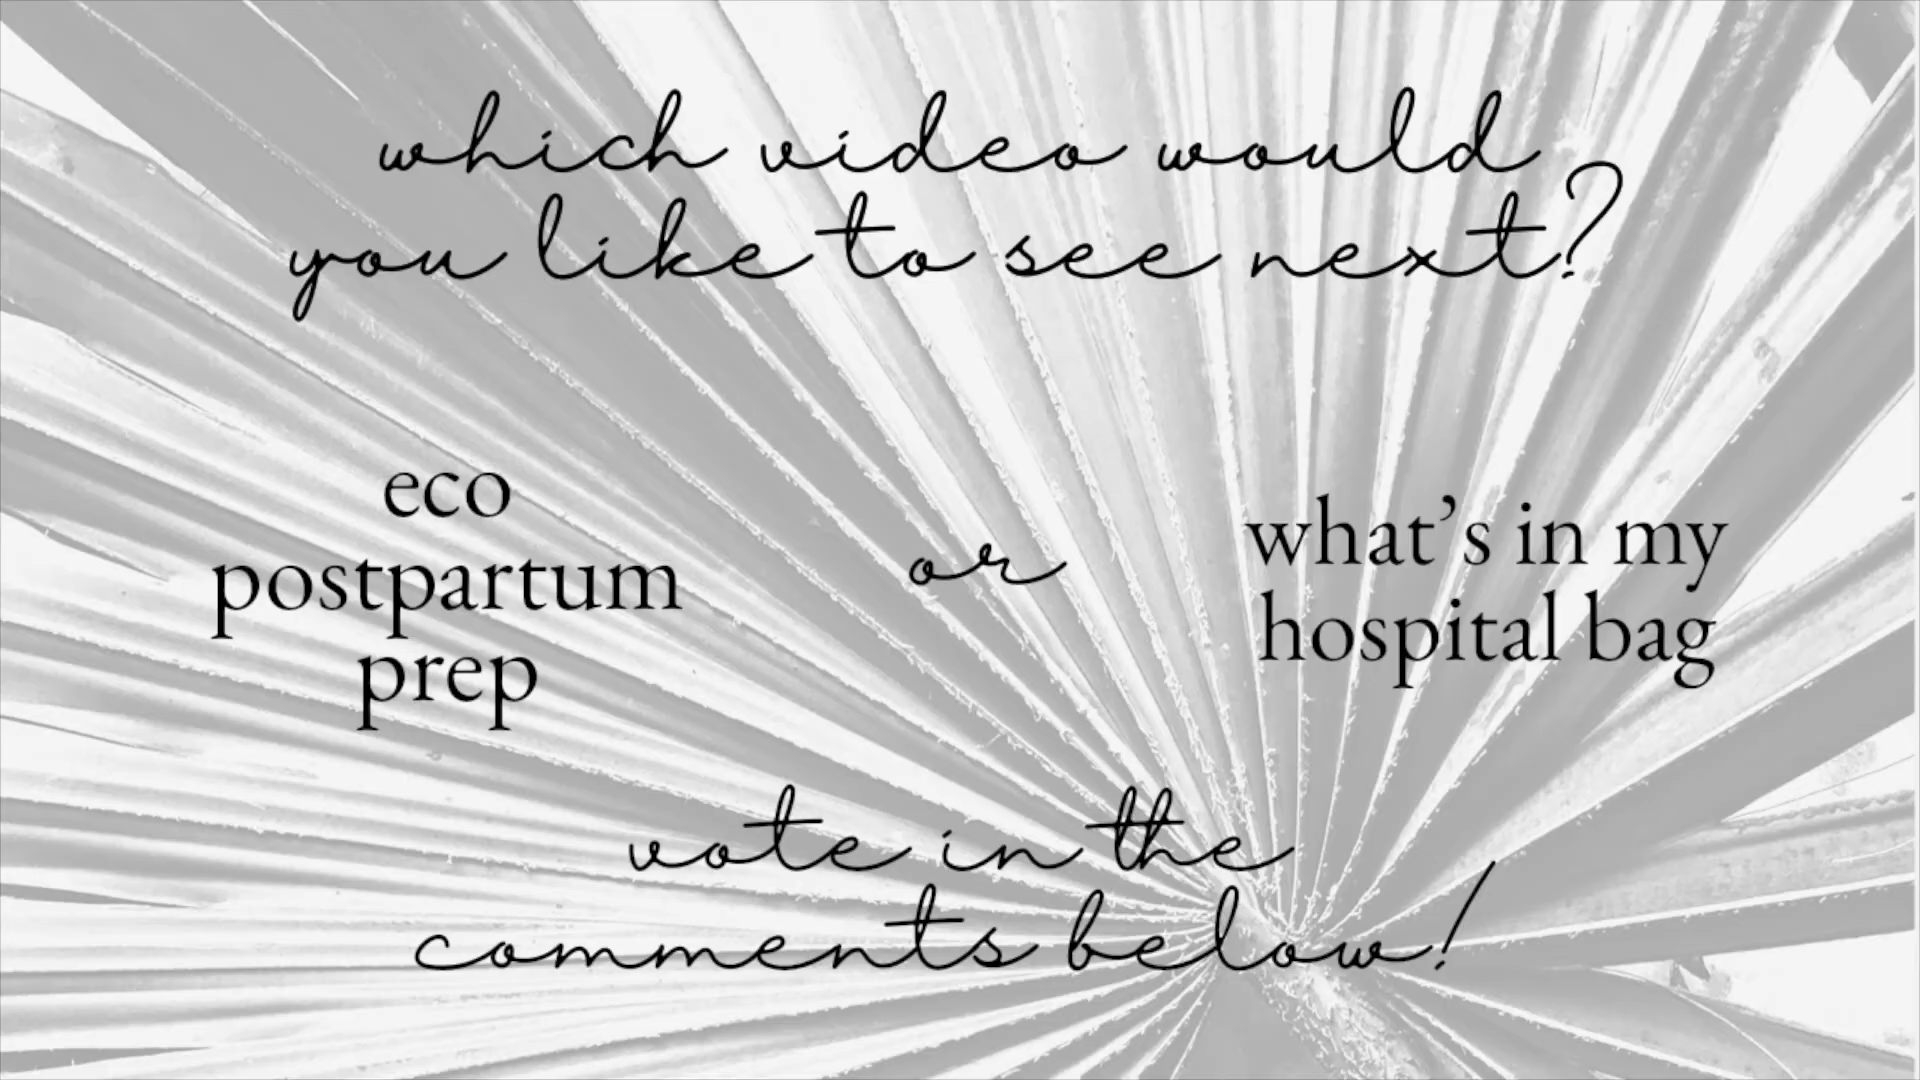 which video would
you like to see next?
eco
postpartum
prep
or
what's in my
hospital bag
vote in the
comments below!